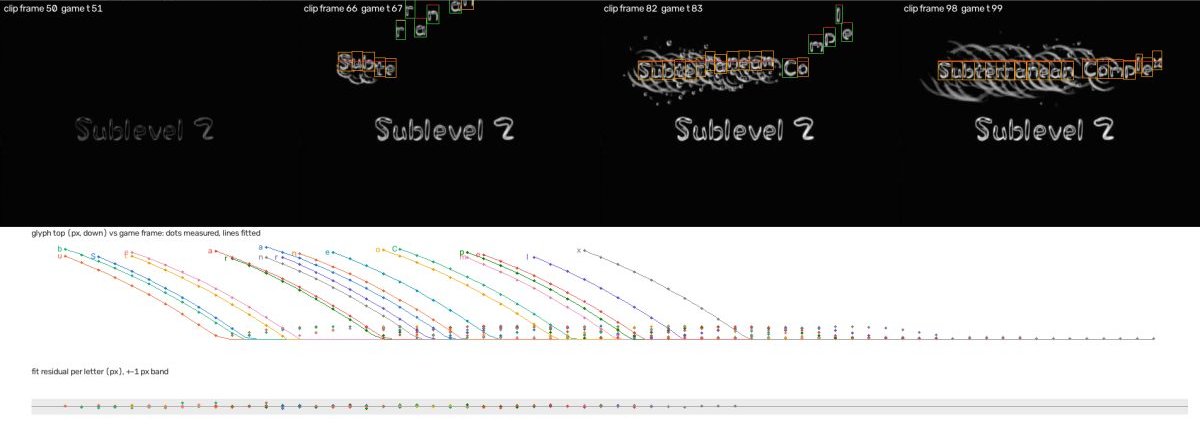 clip frame 50 game t 51
clip frame 66 game t 67
clip frame 82 game t 83
clip frame 98 game t 99
r a n
r a
Subte
l
m p e
Subterranean Co
Subterranean Complex
Sublevel 2
Sublevel 2
Sublevel 2
Sublevel 2
glyph top (px, down) vs game frame: dots measured, lines fitted
b u S e t a r a n r n e o C p m e l x
fit residual per letter (px), +-1 px band